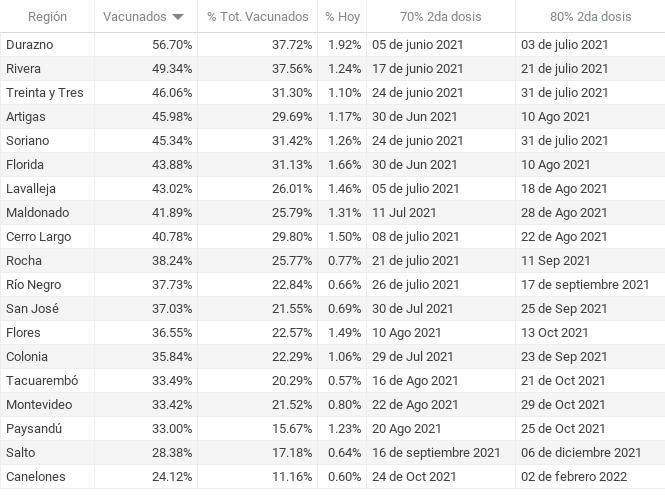 Región Vacunados % Tot. Vacunados % Hoy 70% 2da dosis 80% 2da dosis
Durazno 56.70% 37.72% 1.92% 05 de junio 2021 03 de julio 2021
Rivera 49.34% 37.56% 1.24% 17 de junio 2021 21 de julio 2021
Treinta y Tres 46.06% 31.30% 1.10% 24 de junio 2021 31 de julio 2021
Artigas 45.98% 29.69% 1.17% 30 de Jun 2021 10 Ago 2021
Soriano 45.34% 31.42% 1.26% 24 de junio 2021 31 de julio 2021
Florida 43.88% 31.13% 1.66% 30 de Jun 2021 10 Ago 2021
Lavalleja 43.02% 26.01% 1.46% 05 de julio 2021 18 de Ago 2021
Maldonado 41.89% 25.79% 1.31% 11 Jul 2021 28 de Ago 2021
Cerro Largo 40.78% 29.80% 1.50% 08 de julio 2021 22 de Ago 2021
Rocha 38.24% 25.77% 0.77% 21 de julio 2021 11 Sep 2021
Río Negro 37.73% 22.84% 0.66% 26 de julio 2021 17 de septiembre 2021
San José 37.03% 21.55% 0.69% 30 de Jul 2021 25 de Sep 2021
Flores 36.55% 22.57% 1.49% 10 Ago 2021 13 Oct 2021
Colonia 35.84% 22.29% 1.06% 29 de Jul 2021 23 de Sep 2021
Tacuarembó 33.49% 20.29% 0.57% 16 de Ago 2021 21 de Oct 2021
Montevideo 33.42% 21.52% 0.80% 22 de Ago 2021 29 de Oct 2021
Paysandú 33.00% 15.67% 1.23% 20 Ago 2021 25 de Oct 2021
Salto 28.38% 17.18% 0.64% 16 de septiembre 2021 06 de diciembre 2021
Canelones 24.12% 11.16% 0.60% 24 de Oct 2021 02 de febrero 2022